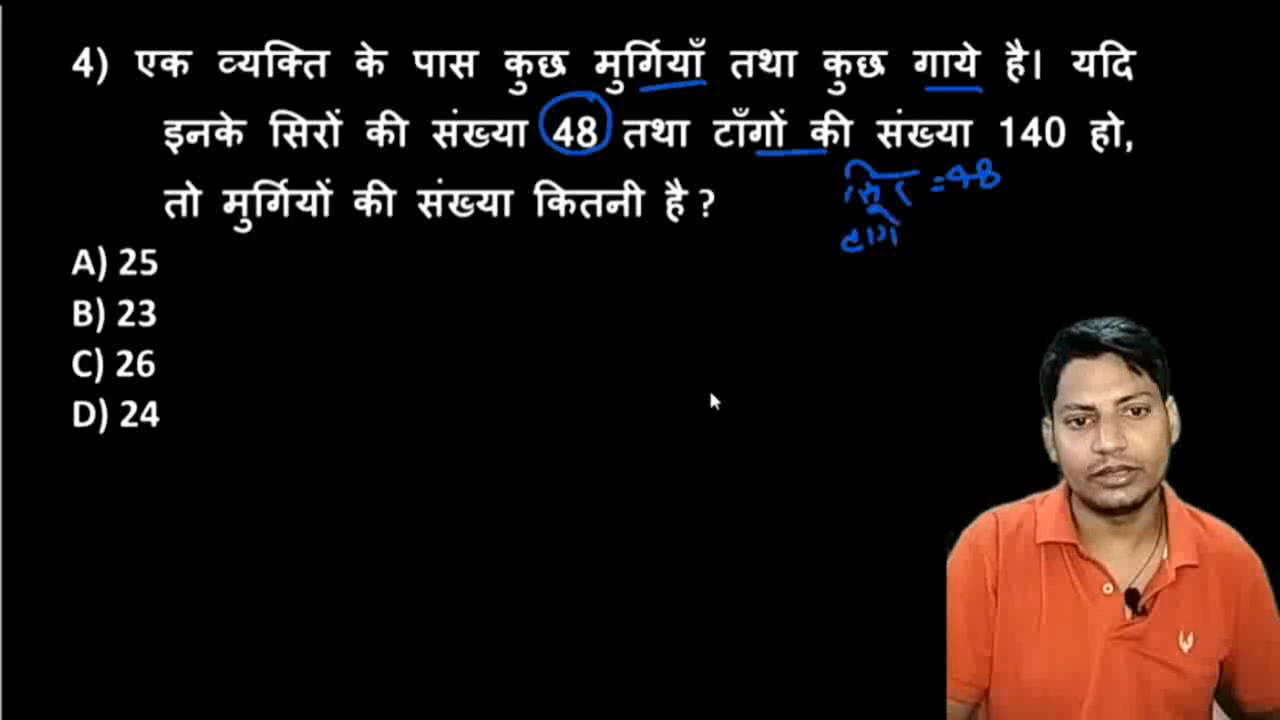 4) एक व्यक्ति के पास कुछ मुर्गियाँ तथा कुछ गाये है। यदि
इनके सिरों की संख्या 48 तथा टाँगों की संख्या 140 हो,
तो मुर्गियों की संख्या कितनी है ?
सिर = 48
टांगे
A) 25
B) 23
C) 26
D) 24